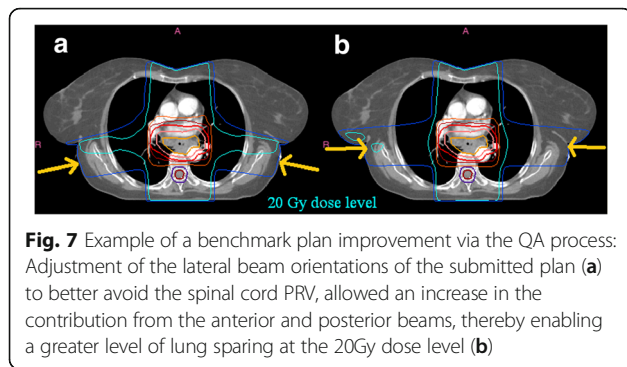 a
b
A
A
R
R
20 Gy dose level
Fig. 7 Example of a benchmark plan improvement via the QA process:
Adjustment of the lateral beam orientations of the submitted plan (a)
to better avoid the spinal cord PRV, allowed an increase in the
contribution from the anterior and posterior beams, thereby enabling
a greater level of lung sparing at the 20Gy dose level (b)